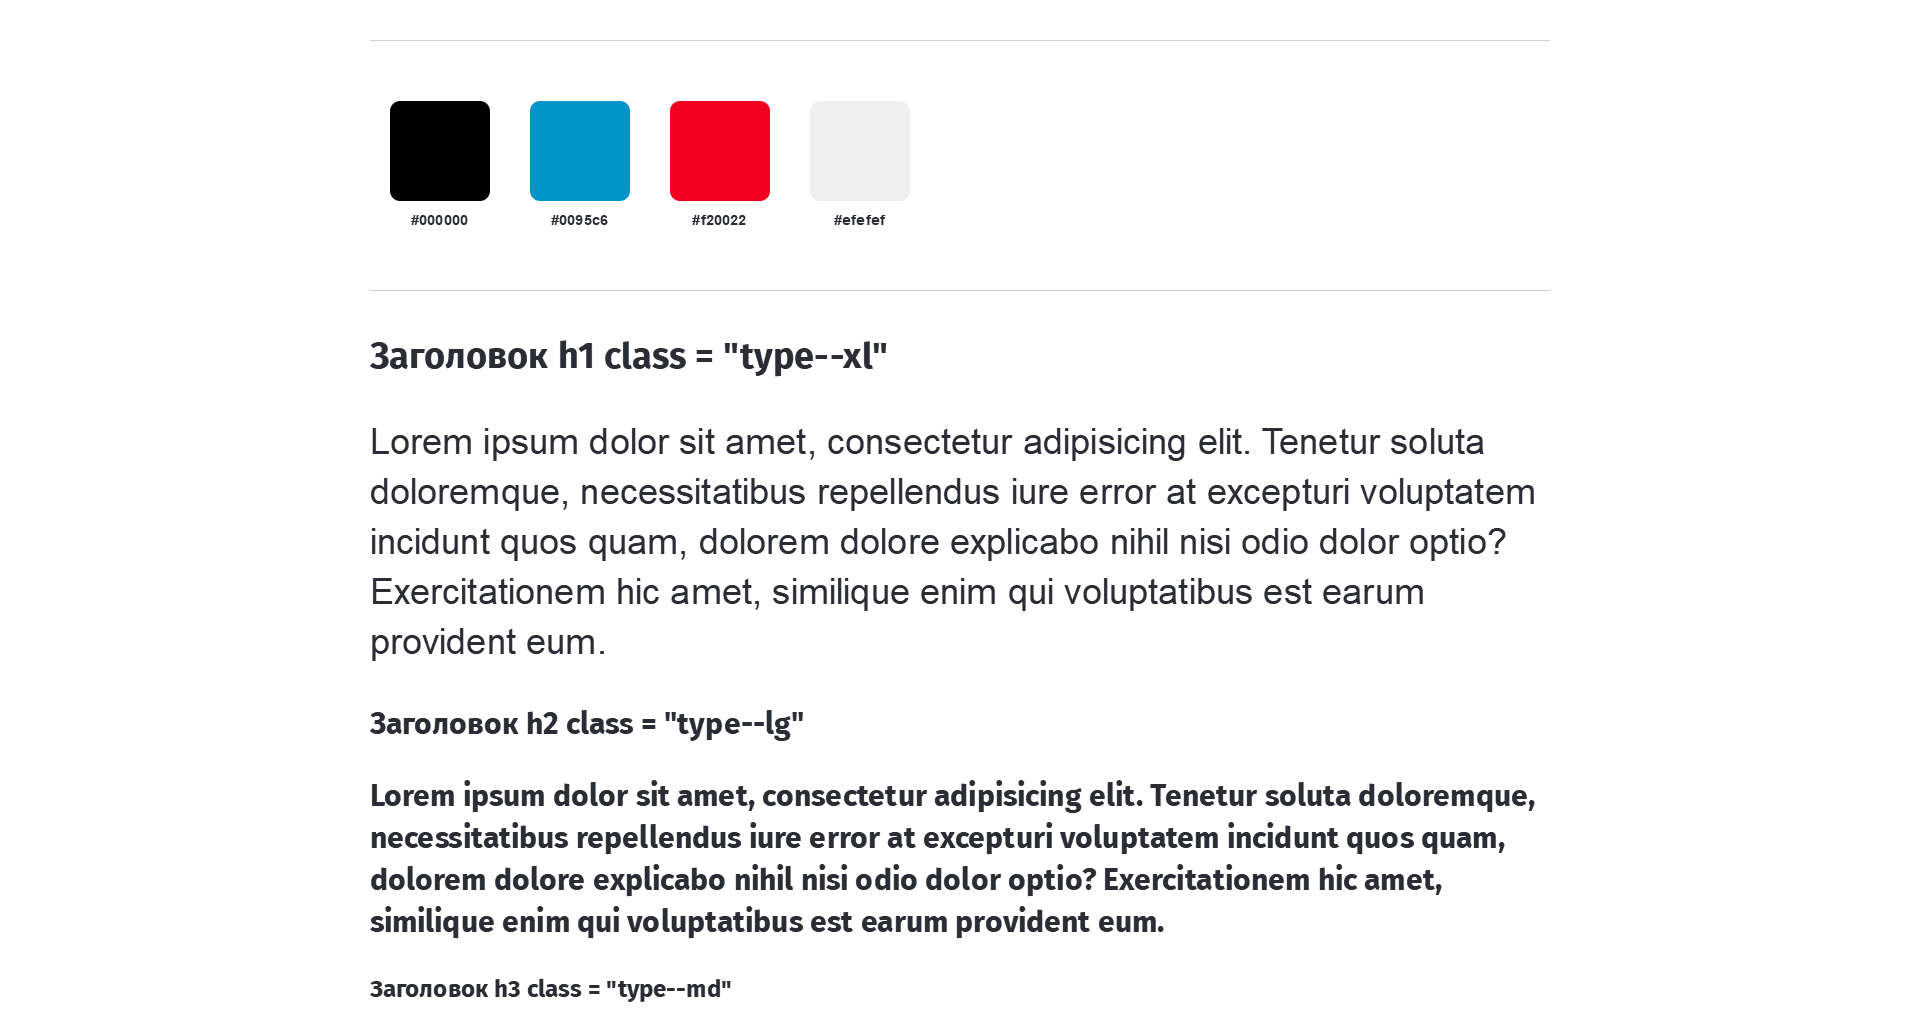 #000000 #0095c6 #f20022 #efefef
Заголовок h1 class = "type--xl"
Lorem ipsum dolor sit amet, consectetur adipisicing elit. Tenetur soluta
doloremque, necessitatibus repellendus iure error at excepturi voluptatem
incidunt quos quam, dolorem dolore explicabo nihil nisi odio dolor optio?
Exercitationem hic amet, similique enim qui voluptatibus est earum
provident eum.
Заголовок h2 class = "type--lg"
Lorem ipsum dolor sit amet, consectetur adipisicing elit. Tenetur soluta doloremque,
necessitatibus repellendus iure error at excepturi voluptatem incidunt quos quam,
dolorem dolore explicabo nihil nisi odio dolor optio? Exercitationem hic amet,
similique enim qui voluptatibus est earum provident eum.
Заголовок h3 class = "type--md"